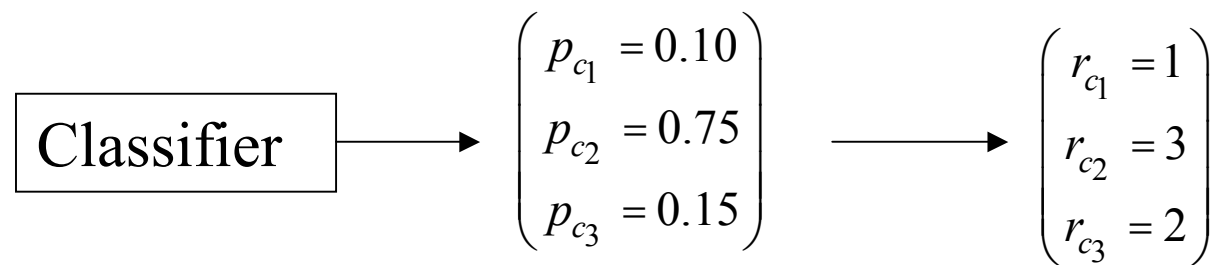 Classifier
p_{c_1} = 0.10
p_{c_2} = 0.75
p_{c_3} = 0.15
r_{c_1} = 1
r_{c_2} = 3
r_{c_3} = 2